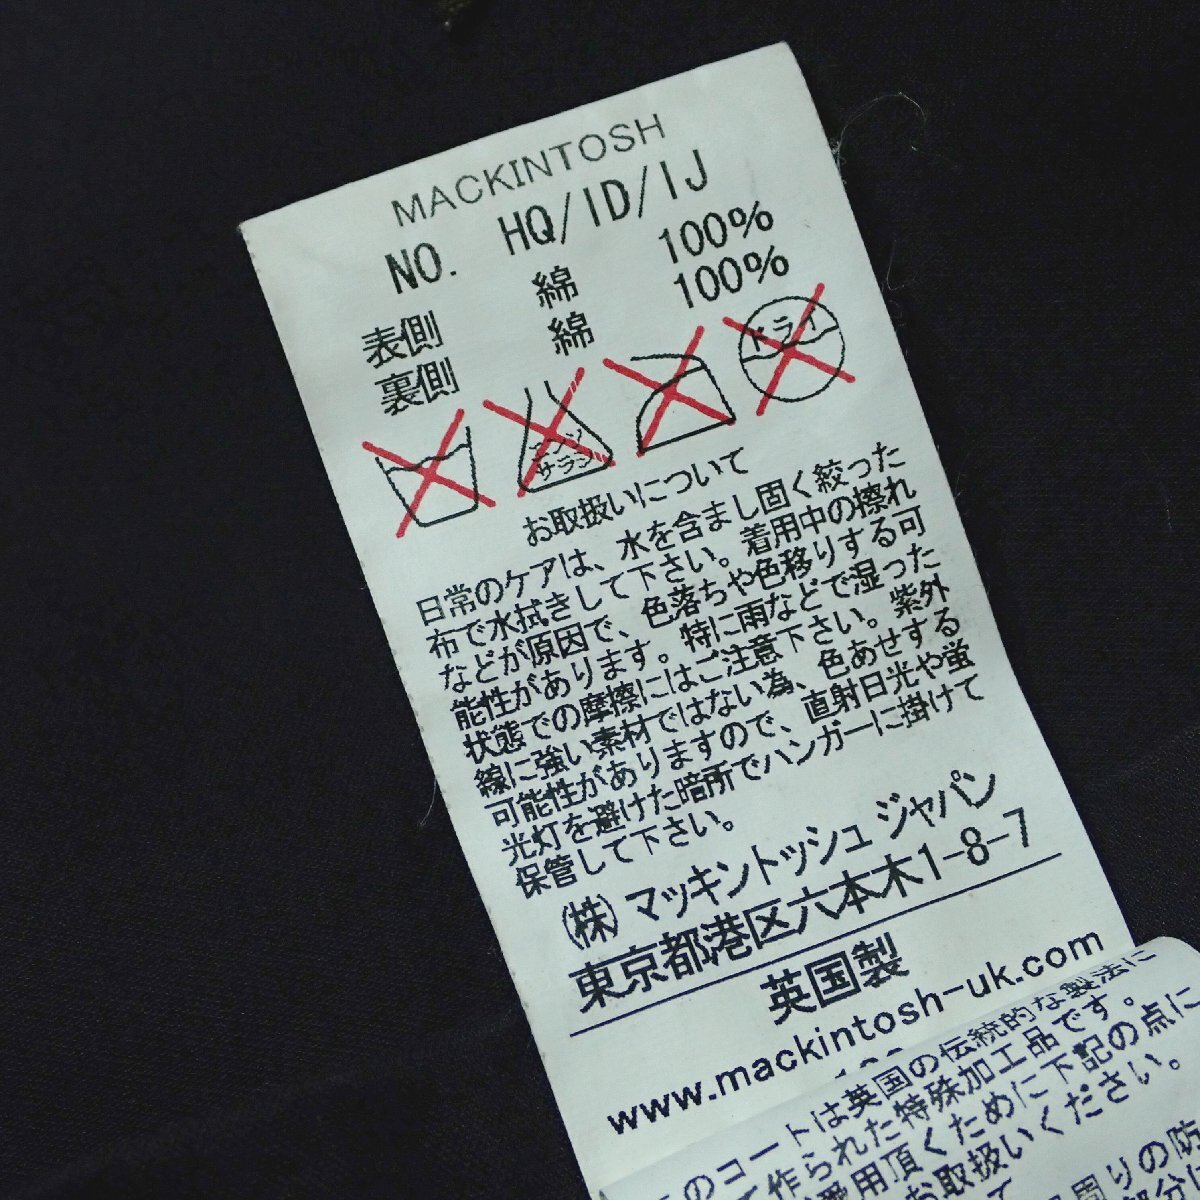 MACKINTOSH
NO. HQ/ID/IJ
表側 綿 100%
裏側 綿 100%
エンソ
サラシ
ドライ
お取扱いについて
日常のケアは、水を含まし固く絞った
布で水拭きして下さい。着用中の擦れ
などが原因で、色落ちや色移りする可
能性があります。特に雨などで湿った
状態での摩擦にはご注意下さい。紫外
線に強い素材ではない為、色あせする
可能性がありますので、直射日光や蛍
光灯を避けた暗所でハンガーに掛けて
保管して下さい。
(株) マッキントッシュ ジャパン
東京都港区六本木1-8-7
英国製
www.mackintosh-uk.com
のコートは英国の伝統的な製法に
て作られた特殊加工品です。
愛用頂くために下記の点に
お取扱いください。
周りの防